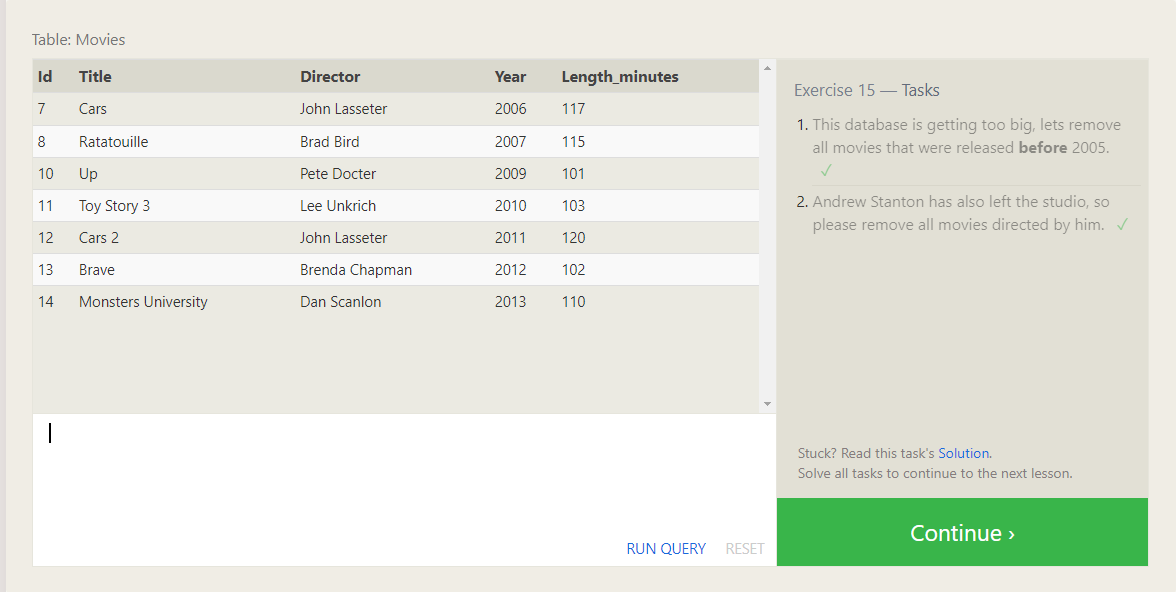 Table: Movies
Id Title Director Year Length_minutes
7 Cars John Lasseter 2006 117
8 Ratatouille Brad Bird 2007 115
10 Up Pete Docter 2009 101
11 Toy Story 3 Lee Unkrich 2010 103
12 Cars 2 John Lasseter 2011 120
13 Brave Brenda Chapman 2012 102
14 Monsters University Dan Scanlon 2013 110
RUN QUERY RESET
Exercise 15 — Tasks
1. This database is getting too big, lets remove
all movies that were released before 2005.
✓
2. Andrew Stanton has also left the studio, so
please remove all movies directed by him. ✓
Stuck? Read this task's Solution.
Solve all tasks to continue to the next lesson.
Continue ›